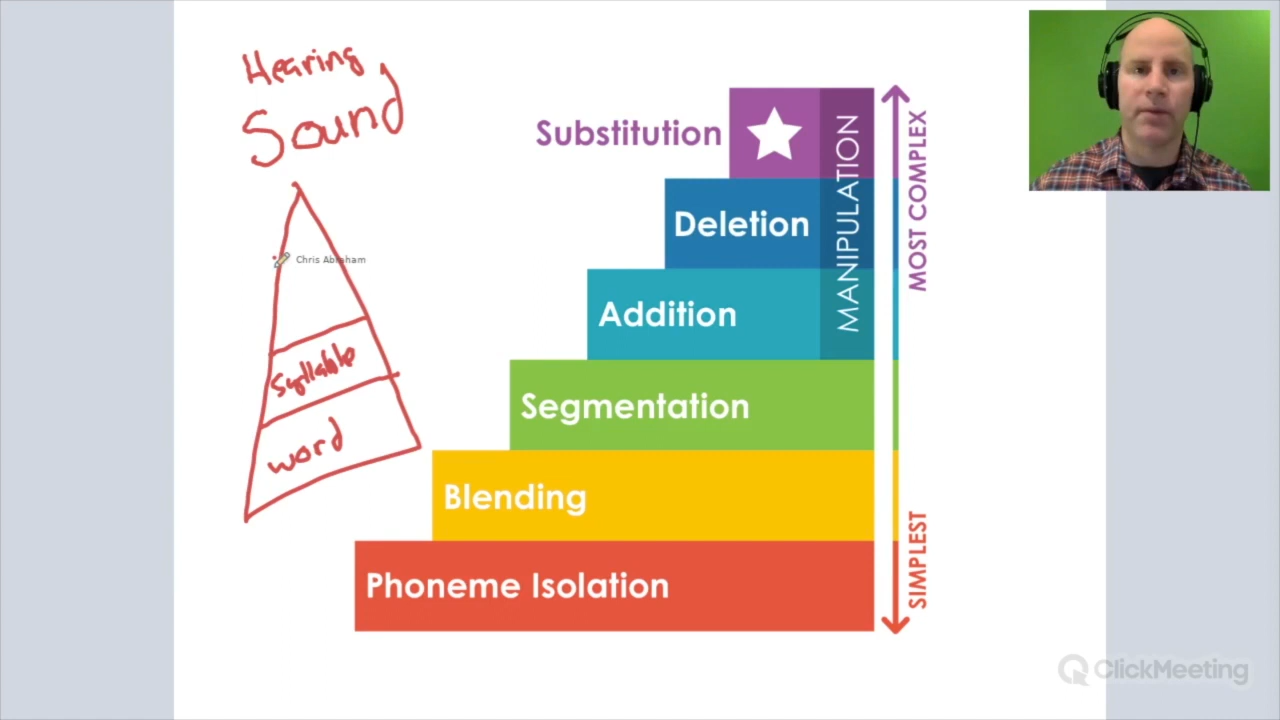 Hearing
Sound
Chris Abraham
Syllable
word
Substitution
Deletion
Addition
Segmentation
Blending
Phoneme Isolation
MANIPULATION
MOST COMPLEX
SIMPLEST
ClickMeeting